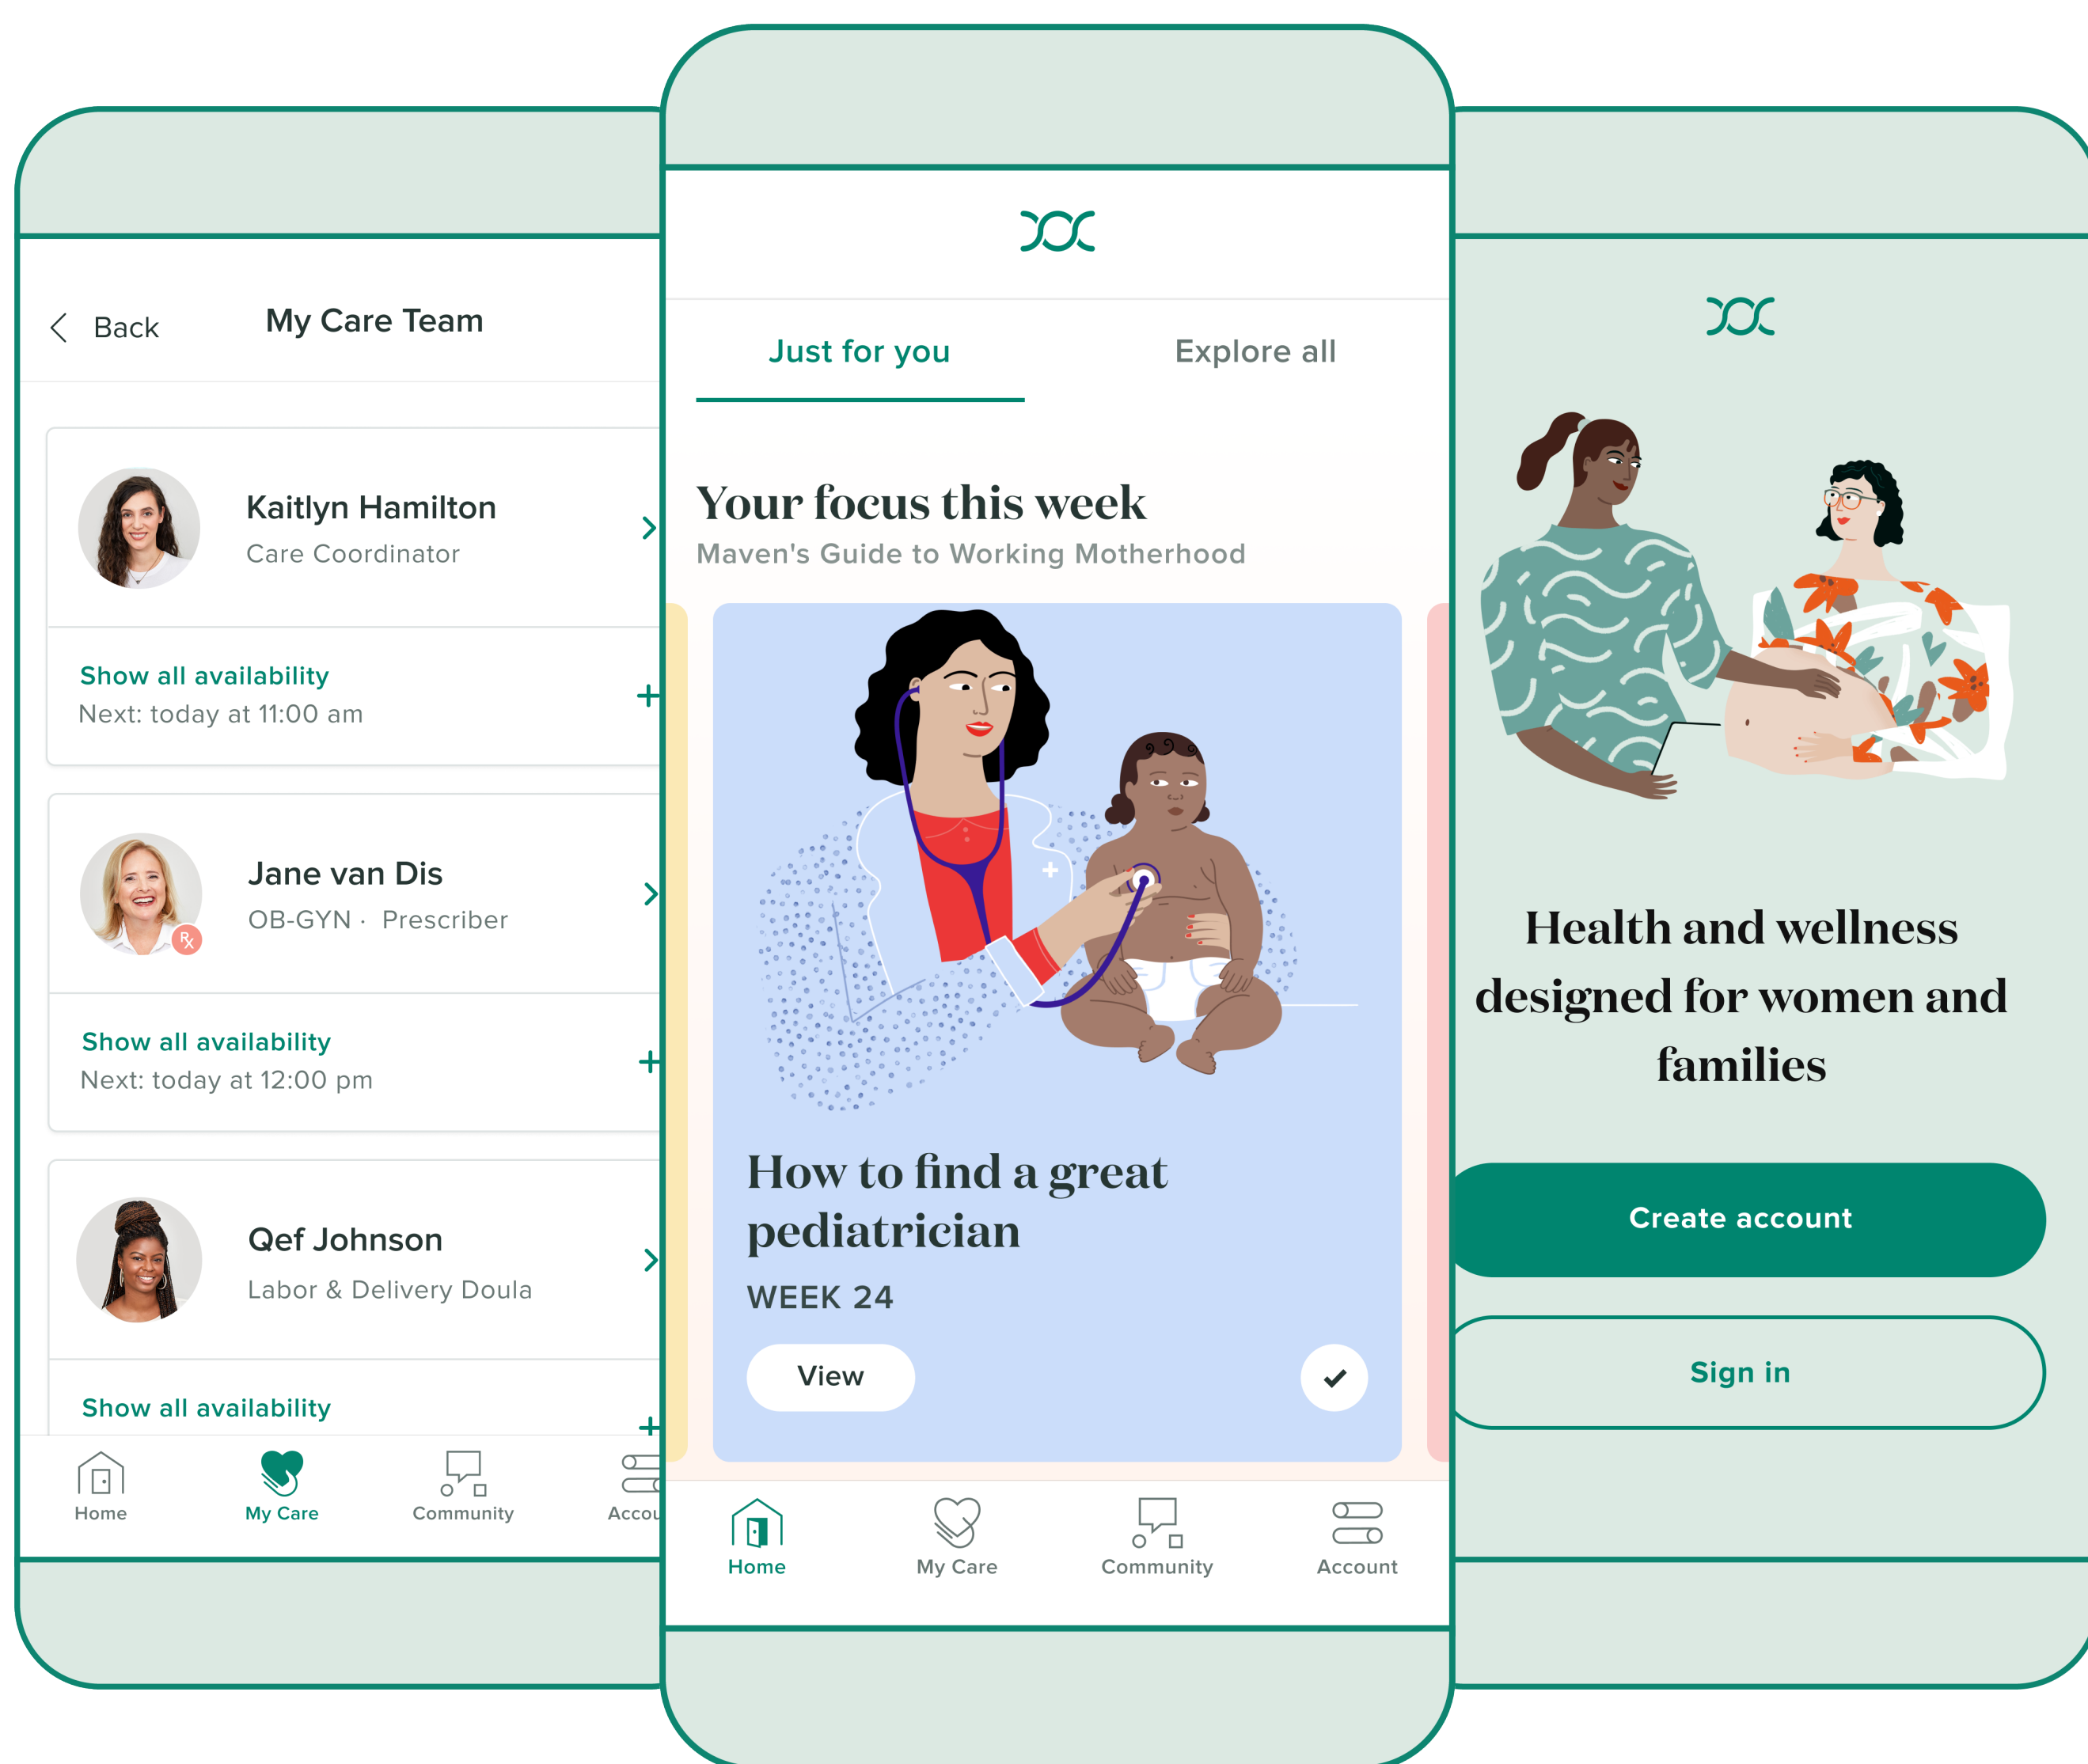 Back
My Care Team
Kaitlyn Hamilton
Care Coordinator
Show all availability
Next: today at 11:00 am
Jane van Dis
OB-GYN · Prescriber
Rx
Show all availability
Next: today at 12:00 pm
Qef Johnson
Labor & Delivery Doula
Show all availability
Home
My Care
Community
Accou
Just for you
Explore all
Your focus this week
Maven's Guide to Working Motherhood
How to find a great
pediatrician
WEEK 24
View
Home
My Care
Community
Account
Health and wellness
designed for women and
families
Create account
Sign in